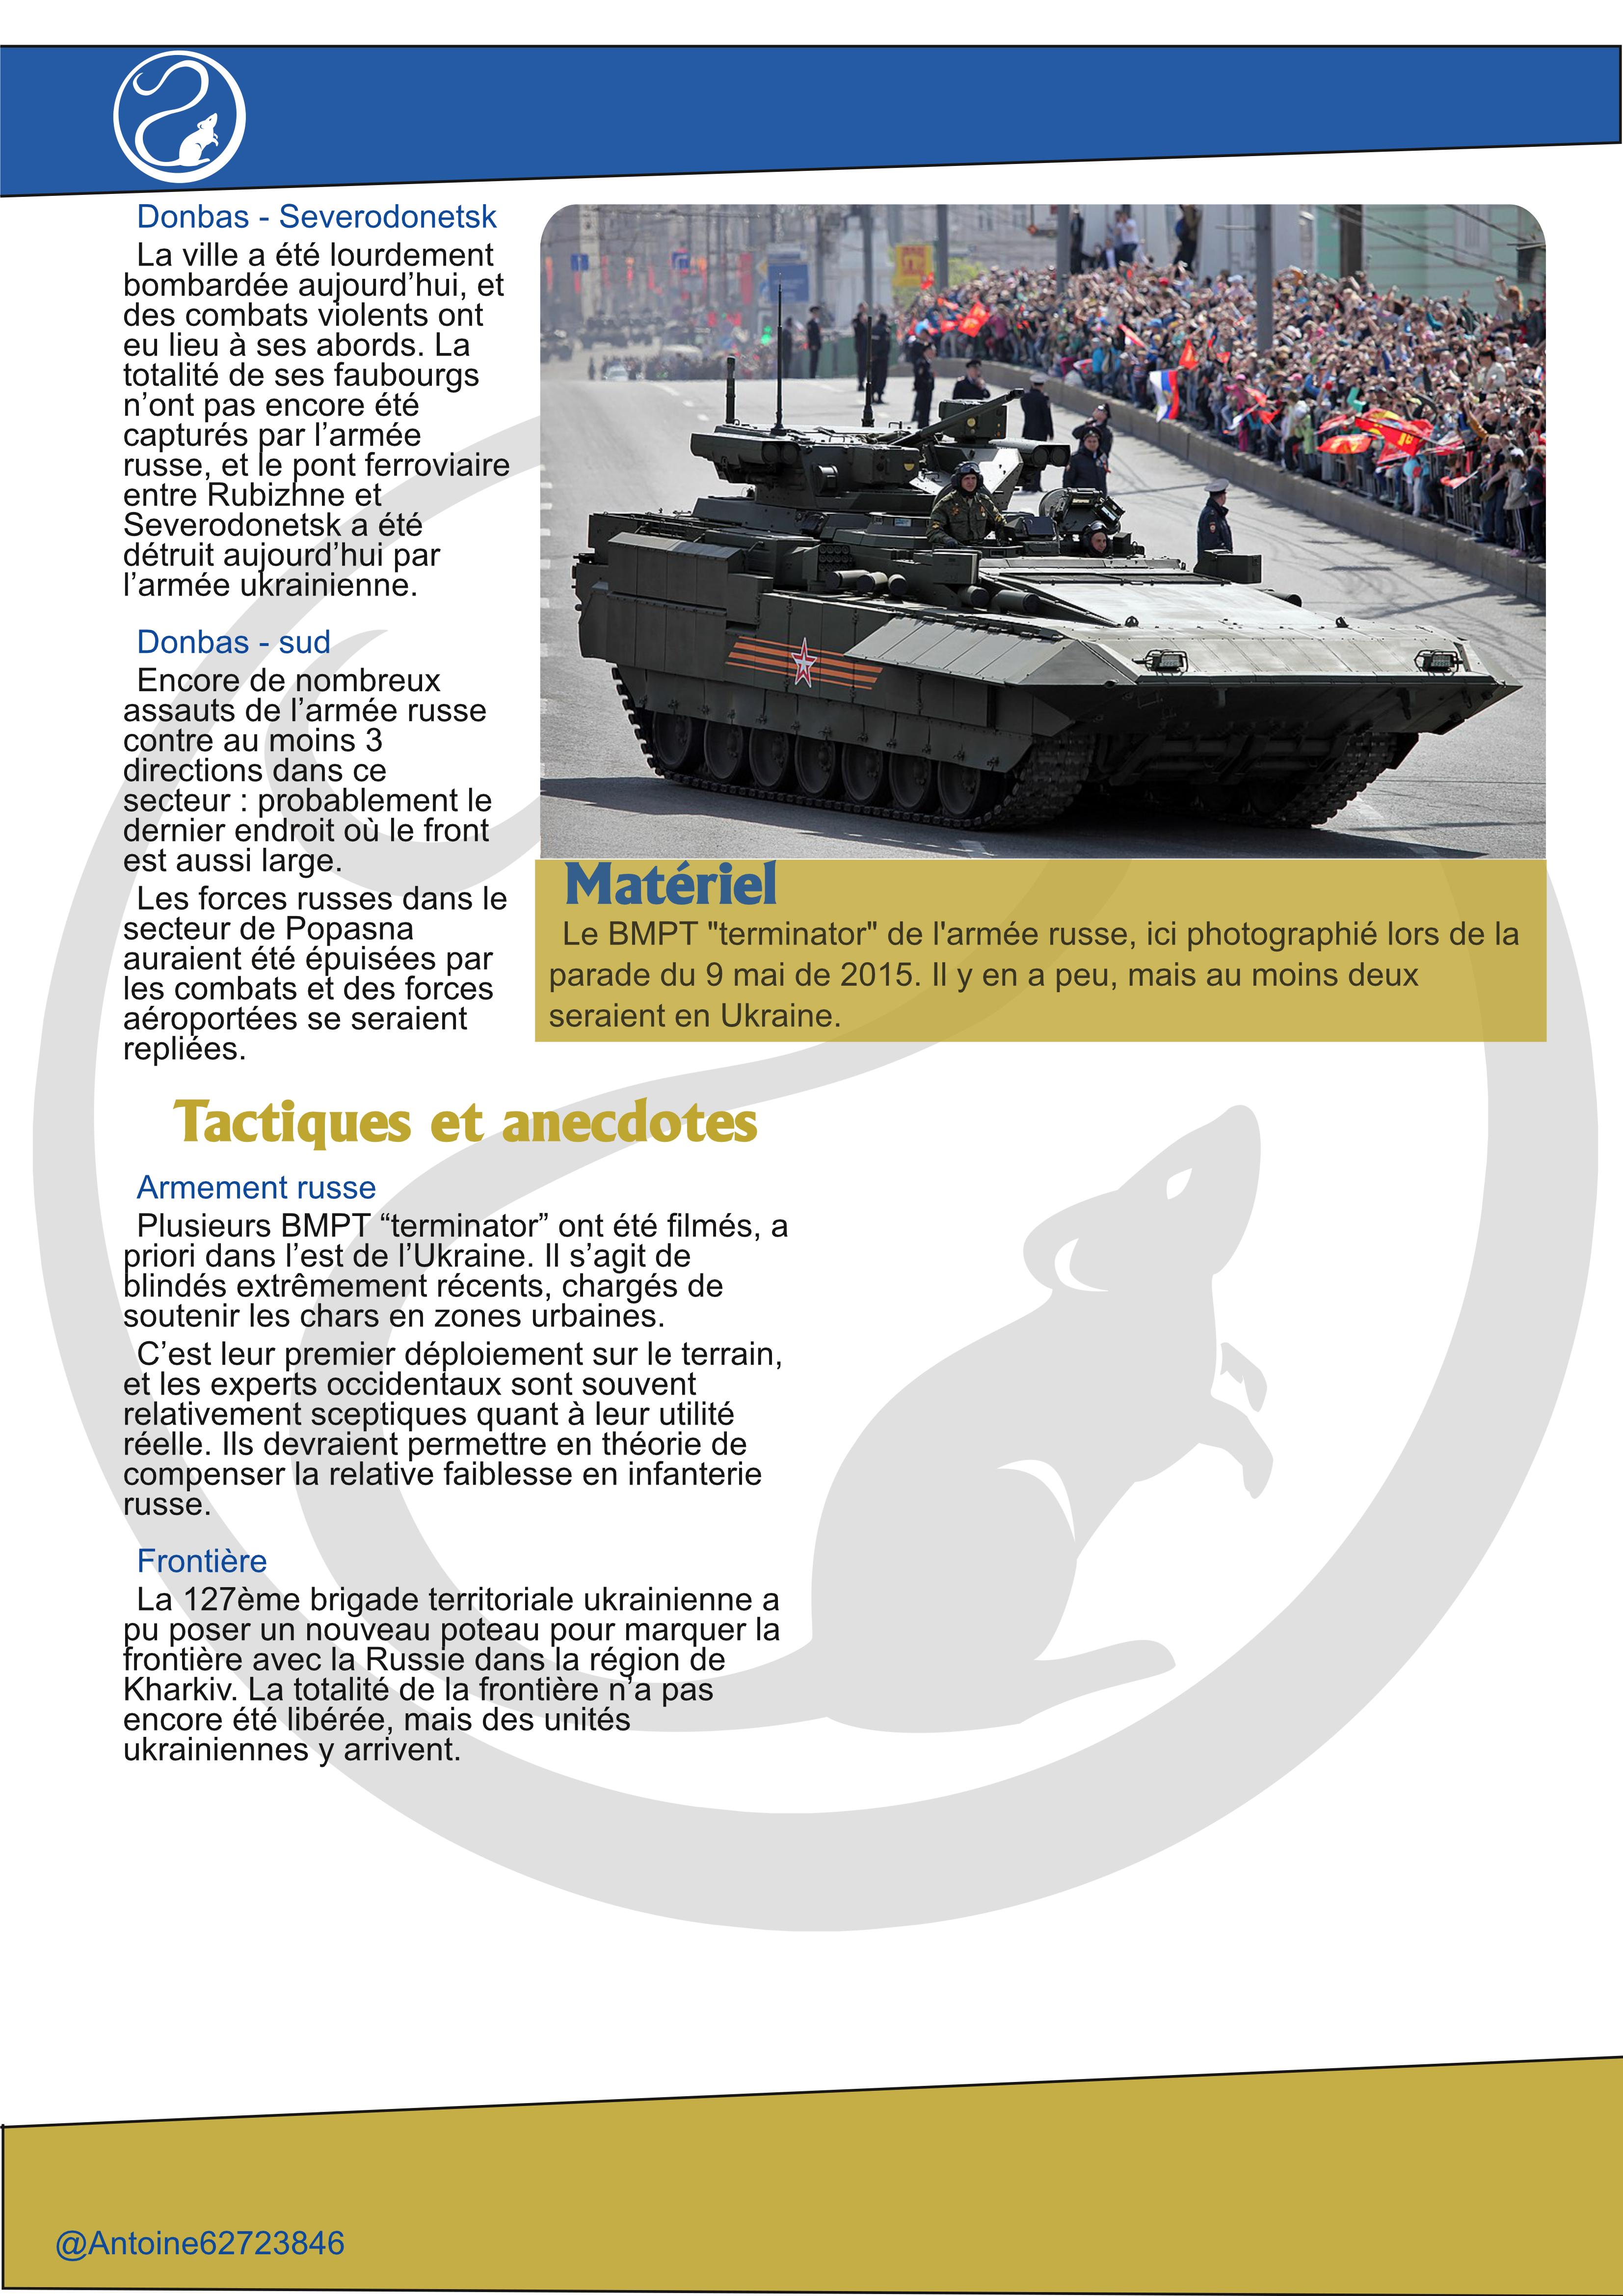 Donbas - Severodonetsk
La ville a été lourdement
bombardée aujourd’hui, et
des combats violents ont
eu lieu à ses abords. La
totalité de ses faubourgs
n’ont pas encore été
capturés par l’armée
russe, et le pont ferroviaire
entre Rubizhne et
Severodonetsk a été
détruit aujourd’hui par
l’armée ukrainienne.
Donbas - sud
Encore de nombreux
assauts de l’armée russe
contre au moins 3
directions dans ce
secteur : probablement le
dernier endroit où le front
est aussi large.
Les forces russes dans le
secteur de Popasna
auraient été épuisées par
les combats et des forces
aéroportées se seraient
repliées.
Matériel
Le BMPT "terminator" de l'armée russe, ici photographié lors de la
parade du 9 mai de 2015. Il y en a peu, mais au moins deux
seraient en Ukraine.
Tactiques et anecdotes
Armement russe
Plusieurs BMPT “terminator” ont été filmés, a
priori dans l’est de l’Ukraine. Il s’agit de
blindés extrêmement récents, chargés de
soutenir les chars en zones urbaines.
C’est leur premier déploiement sur le terrain,
et les experts occidentaux sont souvent
relativement sceptiques quant à leur utilité
réelle. Ils devraient permettre en théorie de
compenser la relative faiblesse en infanterie
russe.
Frontière
La 127ème brigade territoriale ukrainienne a
pu poser un nouveau poteau pour marquer la
frontière avec la Russie dans la région de
Kharkiv. La totalité de la frontière n’a pas
encore été libérée, mais des unités
ukrainiennes y arrivent.
@Antoine62723846